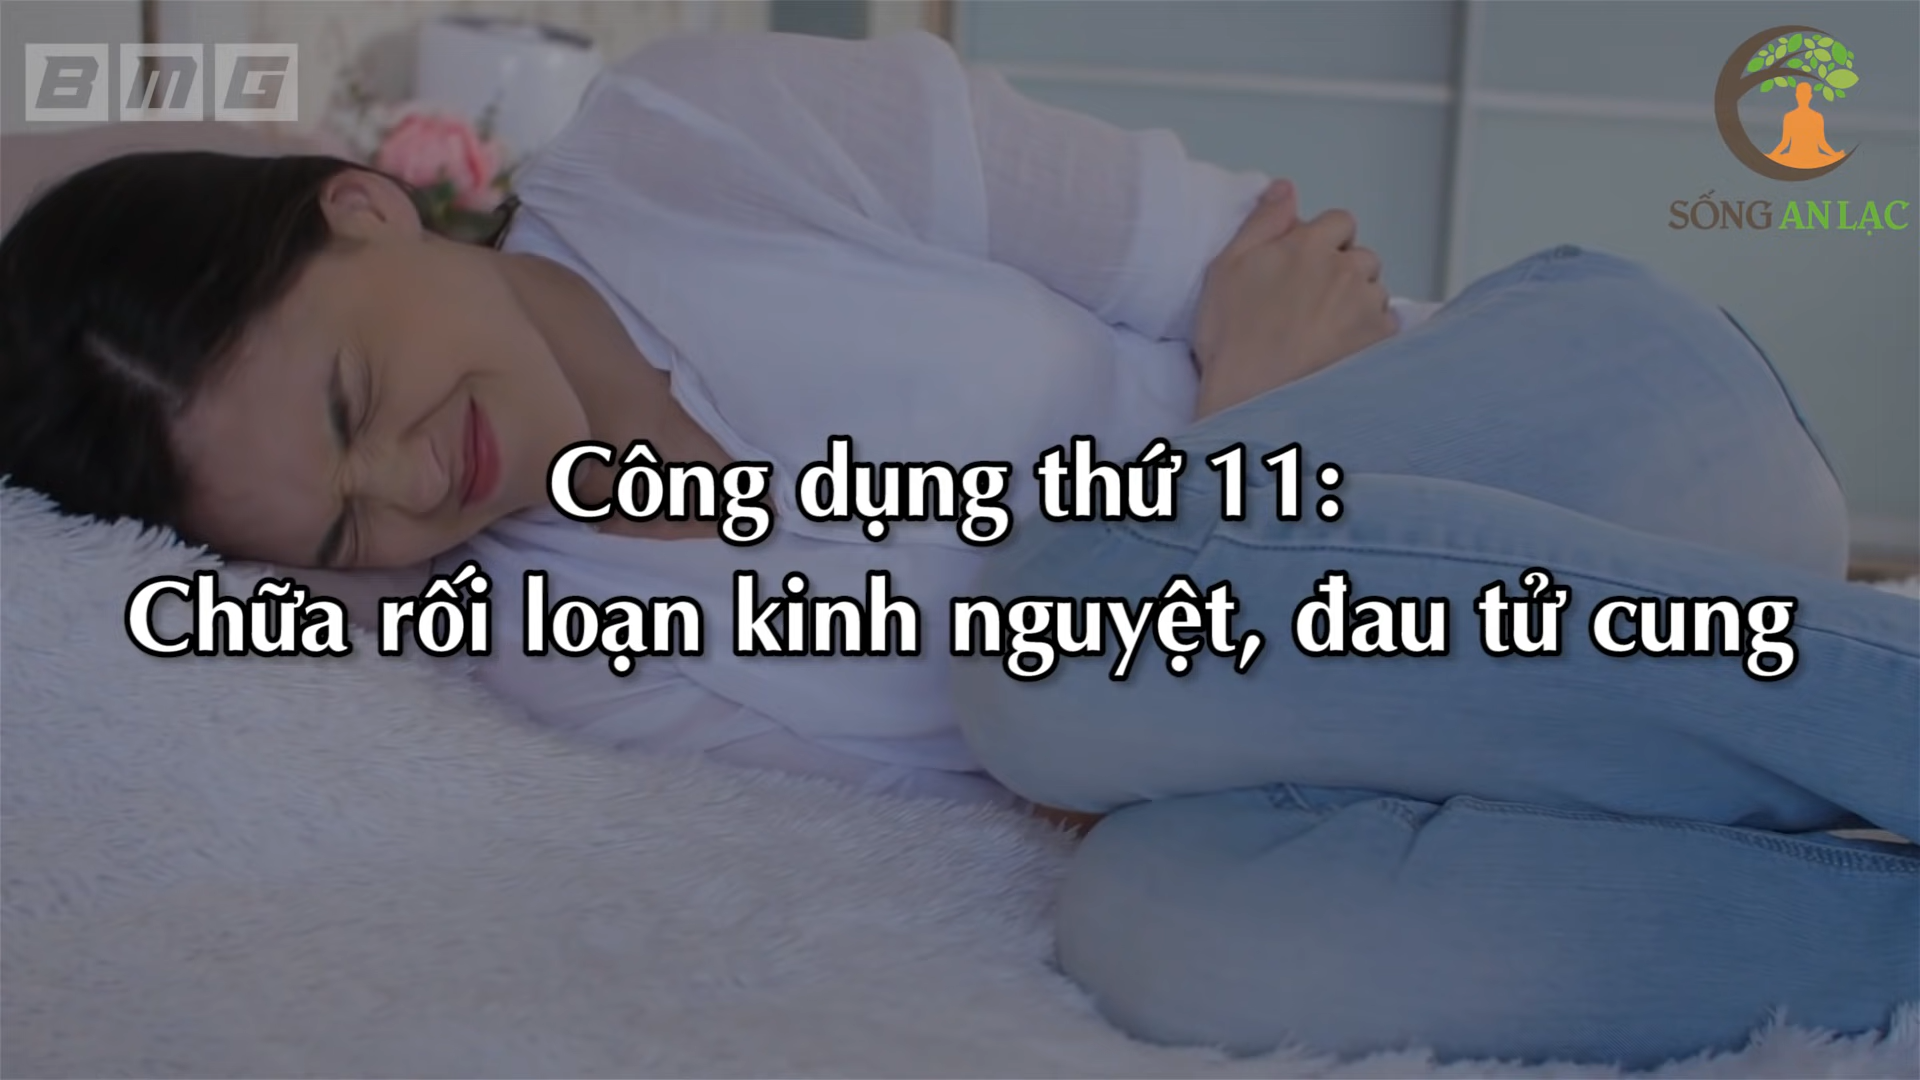 BMG
SỐNG AN LẠC
Công dụng thứ 11:
Chữa rối loạn kinh nguyệt, đau tử cung